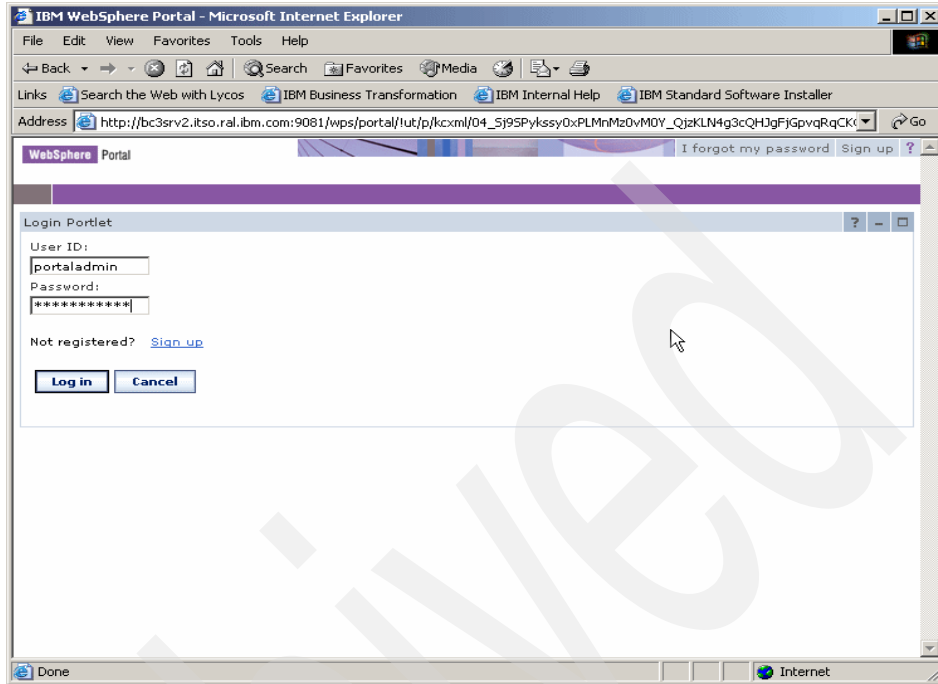 IBM WebSphere Portal - Microsoft Internet Explorer
File Edit View Favorites Tools Help
Back Search Favorites Media
Links Search the Web with Lycos IBM Business Transformation IBM Internal Help IBM Standard Software Installer
Address http://bc3srv2.itso.ral.ibm.com:9081/wps/portal/!ut/p/kcxml/04_Sj9SPykssy0xPLMnMz0vM0Y_QjzKLN4g3cQHJgFjGpvqRqCK Go
WebSphere Portal I forgot my password Sign up ?
Login Portlet ?
User ID:
portaladmin
Password:
***********
Not registered? Sign up
Log in Cancel
Done Internet